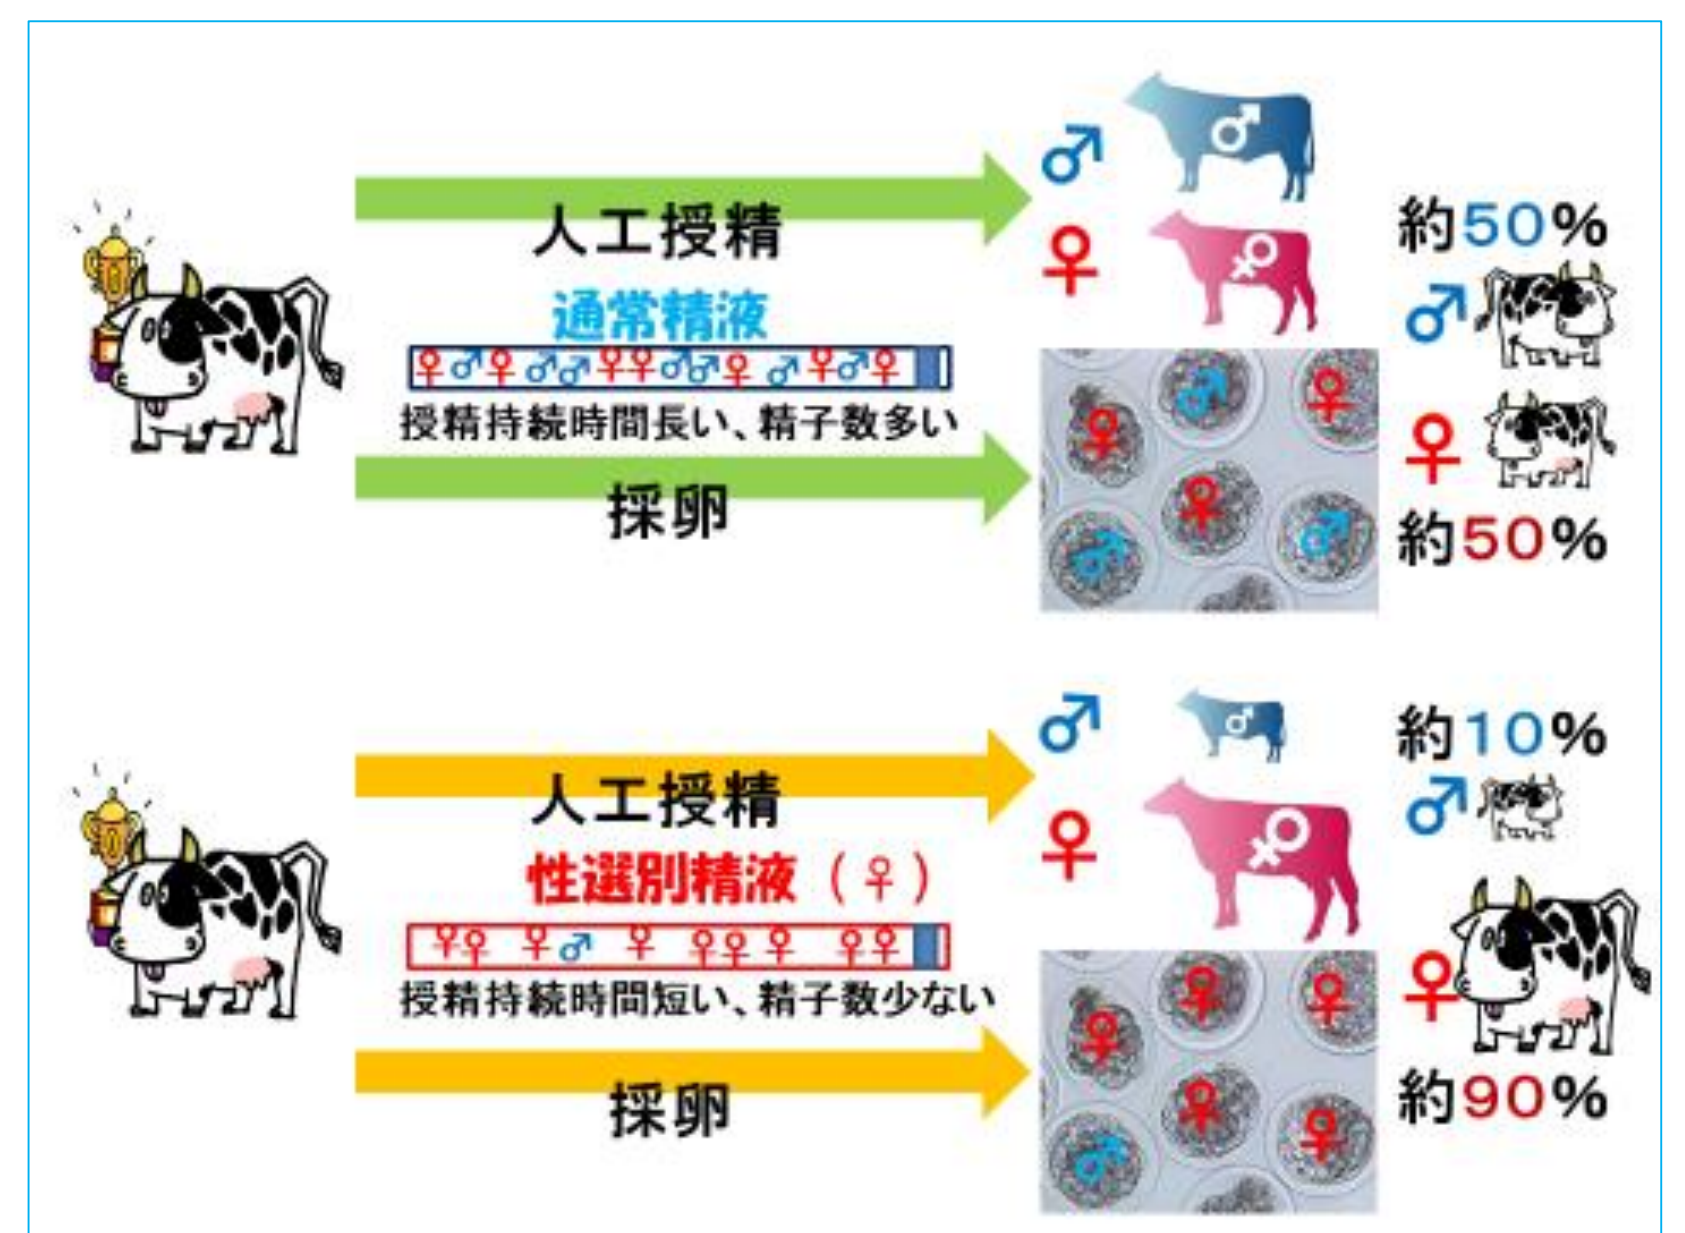 人工授精
通常精液
♀♂♀ ♂♂ ♀♀♂♂♀ ♂ ♀♂♀
授精持続時間長い、精子数多い
採卵
♂ ♂
♀ ♀
♀ ♂ ♀
♀
♂ ♂
約50%
♂
♀
約50%
人工授精
性選別精液（♀）
♀♀ ♀♂ ♀ ♀♀ ♀ ♀♀
授精持続時間短い、精子数少ない
採卵
♂ ♂
♀ ♀
♀ ♀ ♀
♀
♂ ♀
約10%
♂
♀
約90%